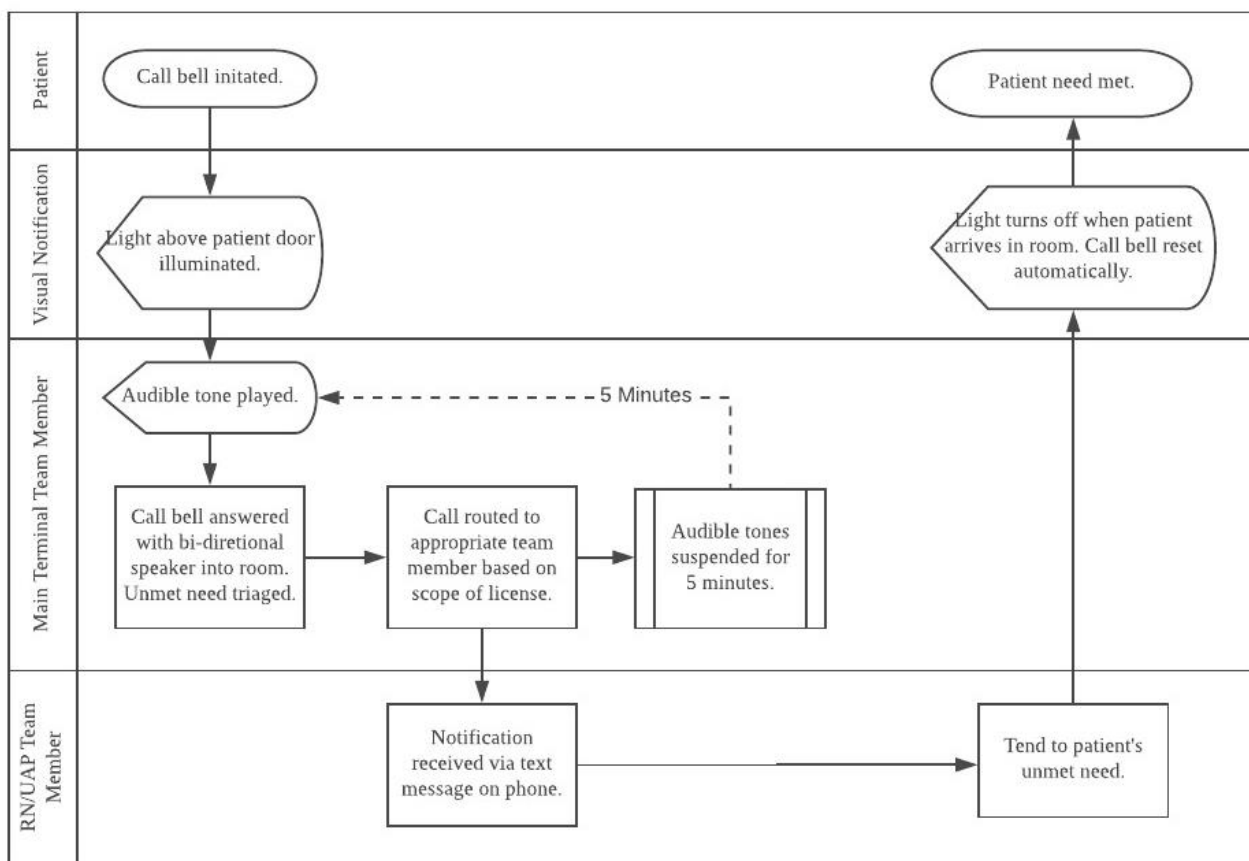 Patient
Call bell initated.
Patient need met.
Visual Notification
Light above patient door
illuminated.
Light turns off when patient
arrives in room. Call bell reset
automatically.
Main Terminal Team Member
Audible tone played.
5 Minutes
Call bell answered
with bi-diretional
speaker into room.
Unmet need triaged.
Call routed to
appropriate team
member based on
scope of license.
Audible tones
suspended for
5 minutes.
RN/UAP Team
Member
Notification
received via text
message on phone.
Tend to patient's
unmet need.